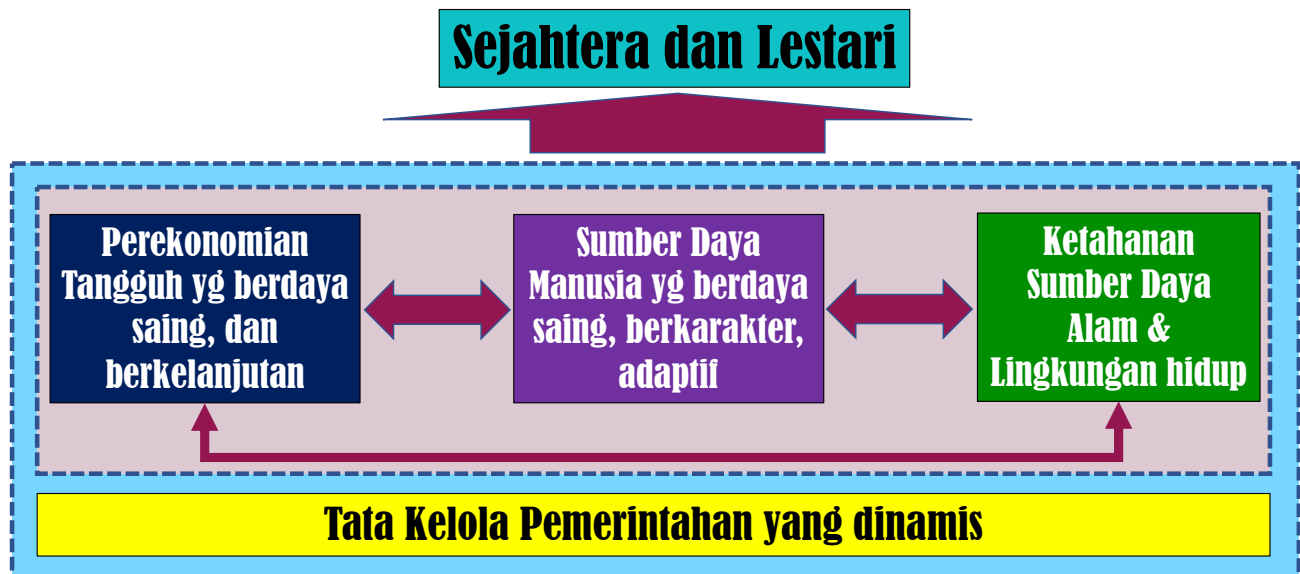 Sejahtera dan Lestari
Perekonomian
Tangguh yg berdaya
saing, dan
berkelanjutan
Sumber Daya
Manusia yg berdaya
saing, berkarakter,
adaptif
Ketahanan
Sumber Daya
Alam &
Lingkungan hidup
Tata Kelola Pemerintahan yang dinamis